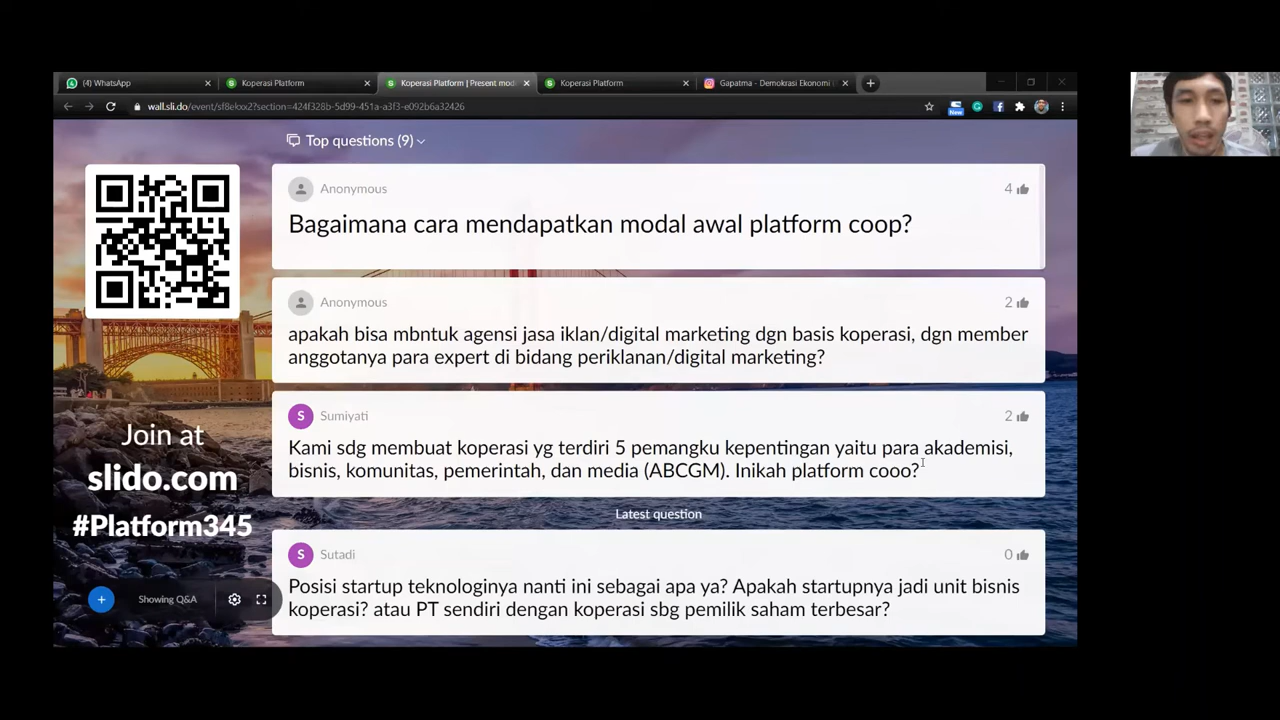 (4) WhatsApp
Koperasi Platform
Koperasi Platform | Present mod
Koperasi Platform
Gapatma - Demokrasi Ekonomi
wall.sli.do/event/sf8elxx2?section=424f328b-5d99-451a-a3f3-e092b6a32426
New
Top questions (9)
Anonymous
4
Bagaimana cara mendapatkan modal awal platform coop?
Anonymous
2
apakah bisa mbntuk agensi jasa iklan/digital marketing dgn basis koperasi, dgn member
anggotanya para expert di bidang periklanan/digital marketing?
Sumiyati
S
2
Kami sdg membuat koperasi yg terdiri 5 pemangku kepentingan yaitu para akademisi,
bisnis, komunitas, pemerintah, dan media (ABCGM). Inikah platform cooo?
Latest question
S
Sutadi
0
Posisi startup teknologinya nanti ini sebagai apa ya? Apakah startupnya jadi unit bisnis
koperasi? atau PT sendiri dengan koperasi sbg pemilik saham terbesar?
Join at
slido.com
#Platform345
Showing Q&A